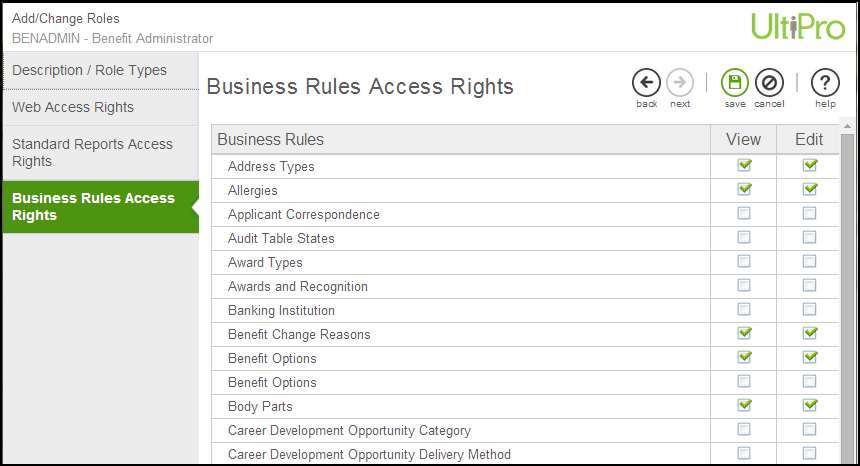 Add/Change Roles
BENADMIN - Benefit Administrator
UltiPro
Description / Role Types
Web Access Rights
Standard Reports Access
Rights
Business Rules Access
Rights
Business Rules Access Rights
back next save cancel help
Business Rules View Edit
Address Types
Allergies
Applicant Correspondence
Audit Table States
Award Types
Awards and Recognition
Banking Institution
Benefit Change Reasons
Benefit Options
Benefit Options
Body Parts
Career Development Opportunity Category
Career Development Opportunity Delivery Method